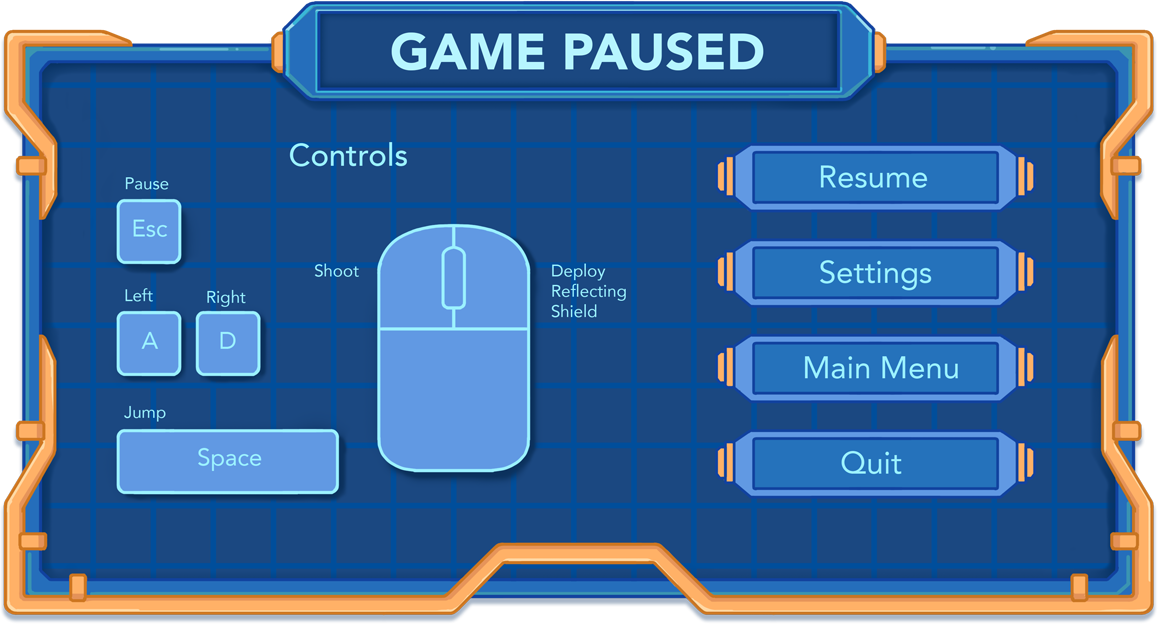 GAME PAUSED
Controls
Pause
Esc
Left
Right
A
D
Jump
Space
Shoot
Deploy
Reflecting
Shield
Resume
Settings
Main Menu
Quit